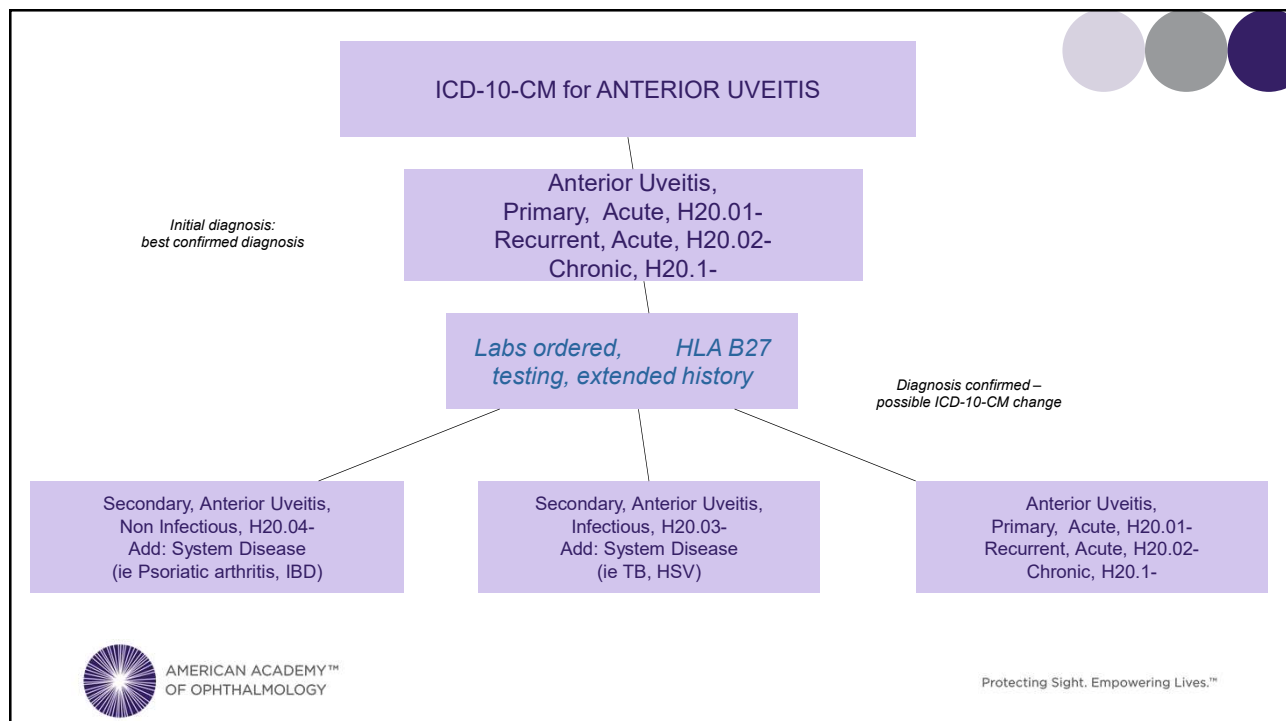 ICD-10-CM for ANTERIOR UVEITIS
Anterior Uveitis,
Primary, Acute, H20.01-
Recurrent, Acute, H20.02-
Chronic, H20.1-
Initial diagnosis:
best confirmed diagnosis
Labs ordered, HLA B27
testing, extended history
Diagnosis confirmed –
possible ICD-10-CM change
Secondary, Anterior Uveitis,
Non Infectious, H20.04-
Add: System Disease
(ie Psoriatic arthritis, IBD)
Secondary, Anterior Uveitis,
Infectious, H20.03-
Add: System Disease
(ie TB, HSV)
Anterior Uveitis,
Primary, Acute, H20.01-
Recurrent, Acute, H20.02-
Chronic, H20.1-
AMERICAN ACADEMY™
OF OPHTHALMOLOGY
Protecting Sight. Empowering Lives.™